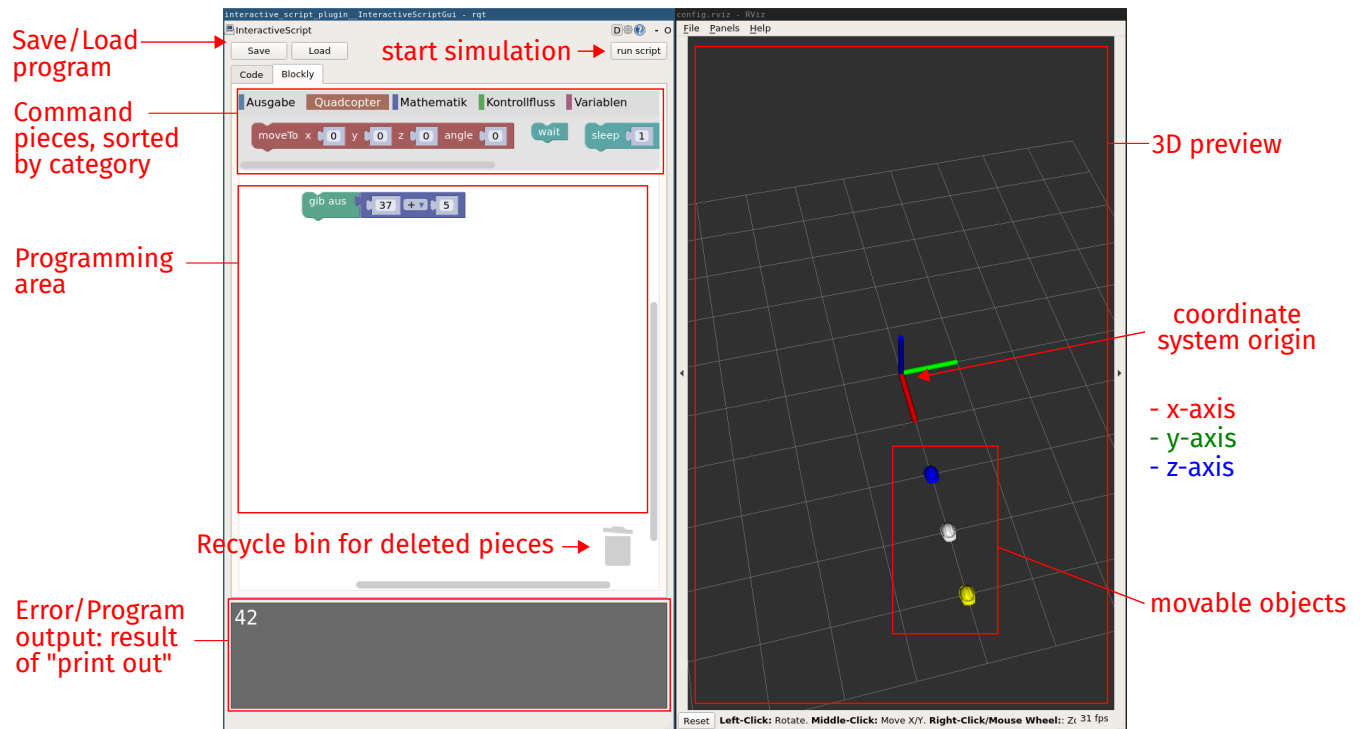 interactive_script_plugin__InteractiveScriptGui - rqt
InteractiveScript
D
- O
Save
Load
run script
Code
Blockly
Ausgabe
Quadcopter
Mathematik
Kontrollfluss
Variablen
moveTo x 0 y 0 z 0 angle 0
wait
sleep 1
gib aus 37 + 5
42
config.rviz - RViz
File Panels Help
Reset Left-Click: Rotate. Middle-Click: Move X/Y. Right-Click/Mouse Wheel:: Zo 31 fps
Save/Load
program
start simulation
Command
pieces, sorted
by category
Programming
area
Recycle bin for deleted pieces
Error/Program
output: result
of "print out"
3D preview
coordinate
system origin
- x-axis
- y-axis
- z-axis
movable objects